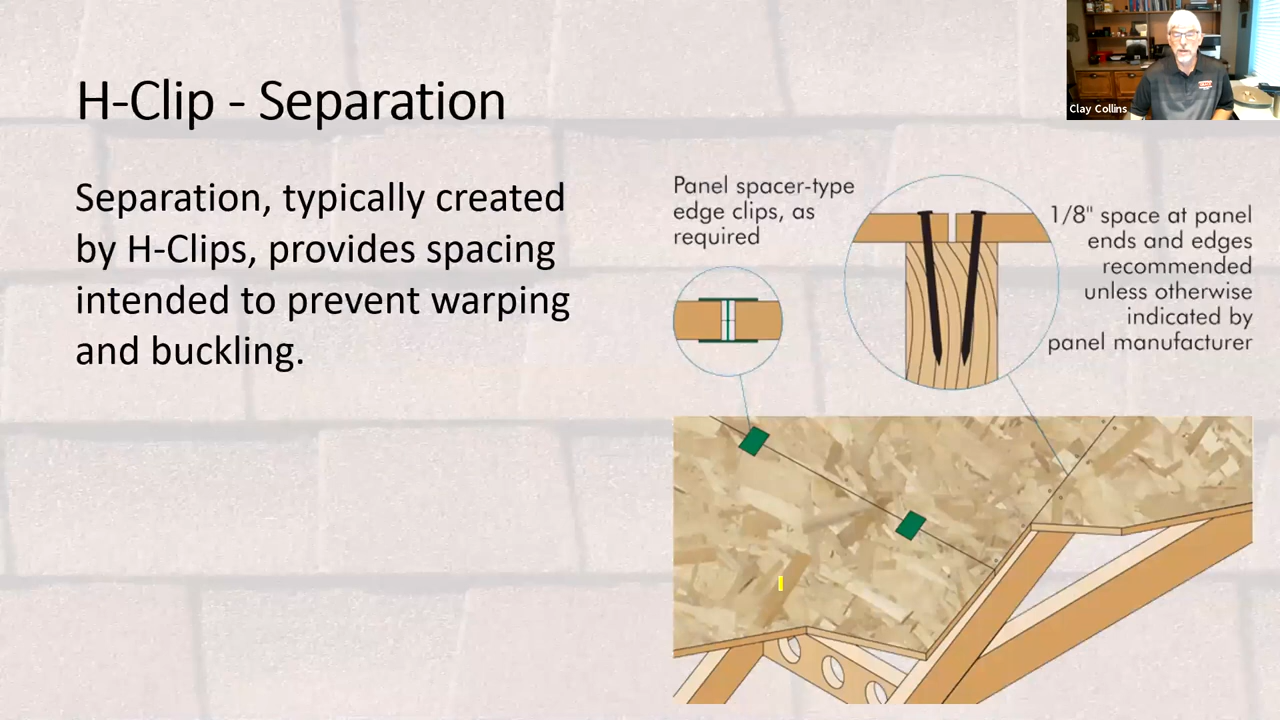 H-Clip - Separation
Separation, typically created
by H-Clips, provides spacing
intended to prevent warping
and buckling.
Panel spacer-type
edge clips, as
required
1/8" space at panel
ends and edges
recommended
unless otherwise
indicated by
panel manufacturer
Clay Collins